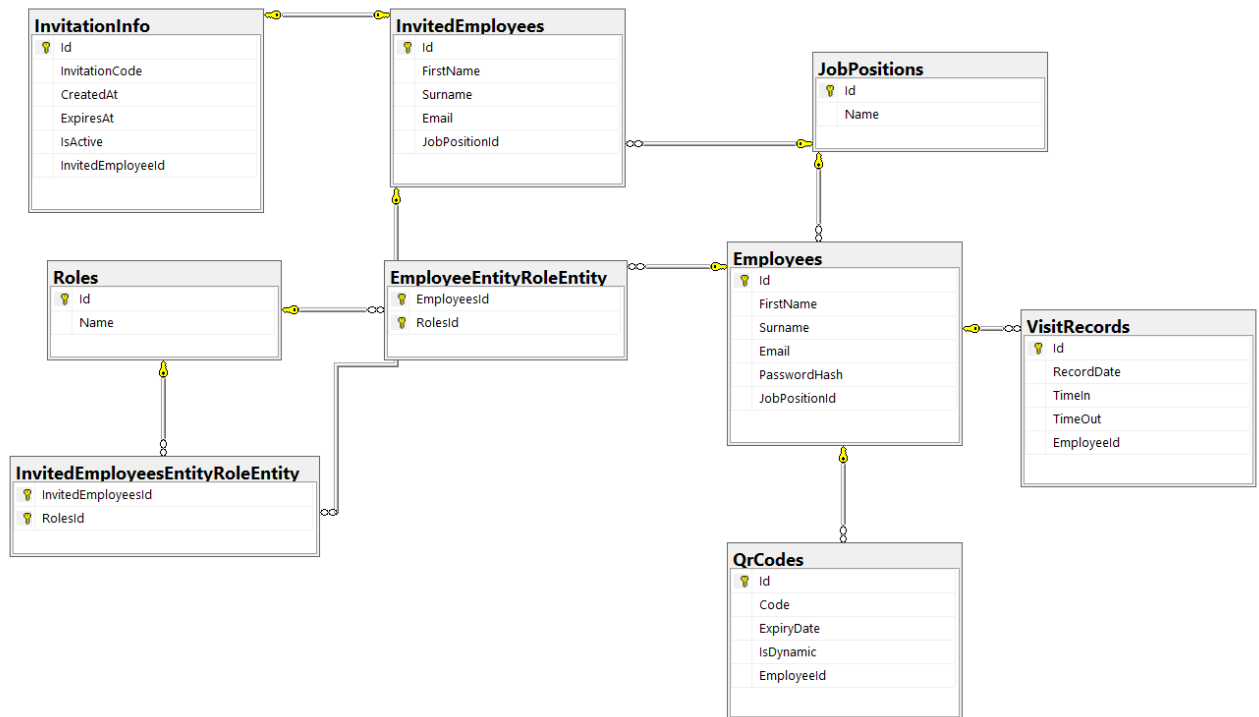 InvitationInfo
Id
InvitationCode
CreatedAt
ExpiresAt
IsActive
InvitedEmployeeId
InvitedEmployees
Id
FirstName
Surname
Email
JobPositionId
JobPositions
Id
Name
Roles
Id
Name
EmployeeEntityRoleEntity
EmployeesId
RolesId
Employees
Id
FirstName
Surname
Email
PasswordHash
JobPositionId
VisitRecords
Id
RecordDate
TimeIn
TimeOut
EmployeeId
InvitedEmployeesEntityRoleEntity
InvitedEmployeesId
RolesId
QrCodes
Id
Code
ExpiryDate
IsDynamic
EmployeeId